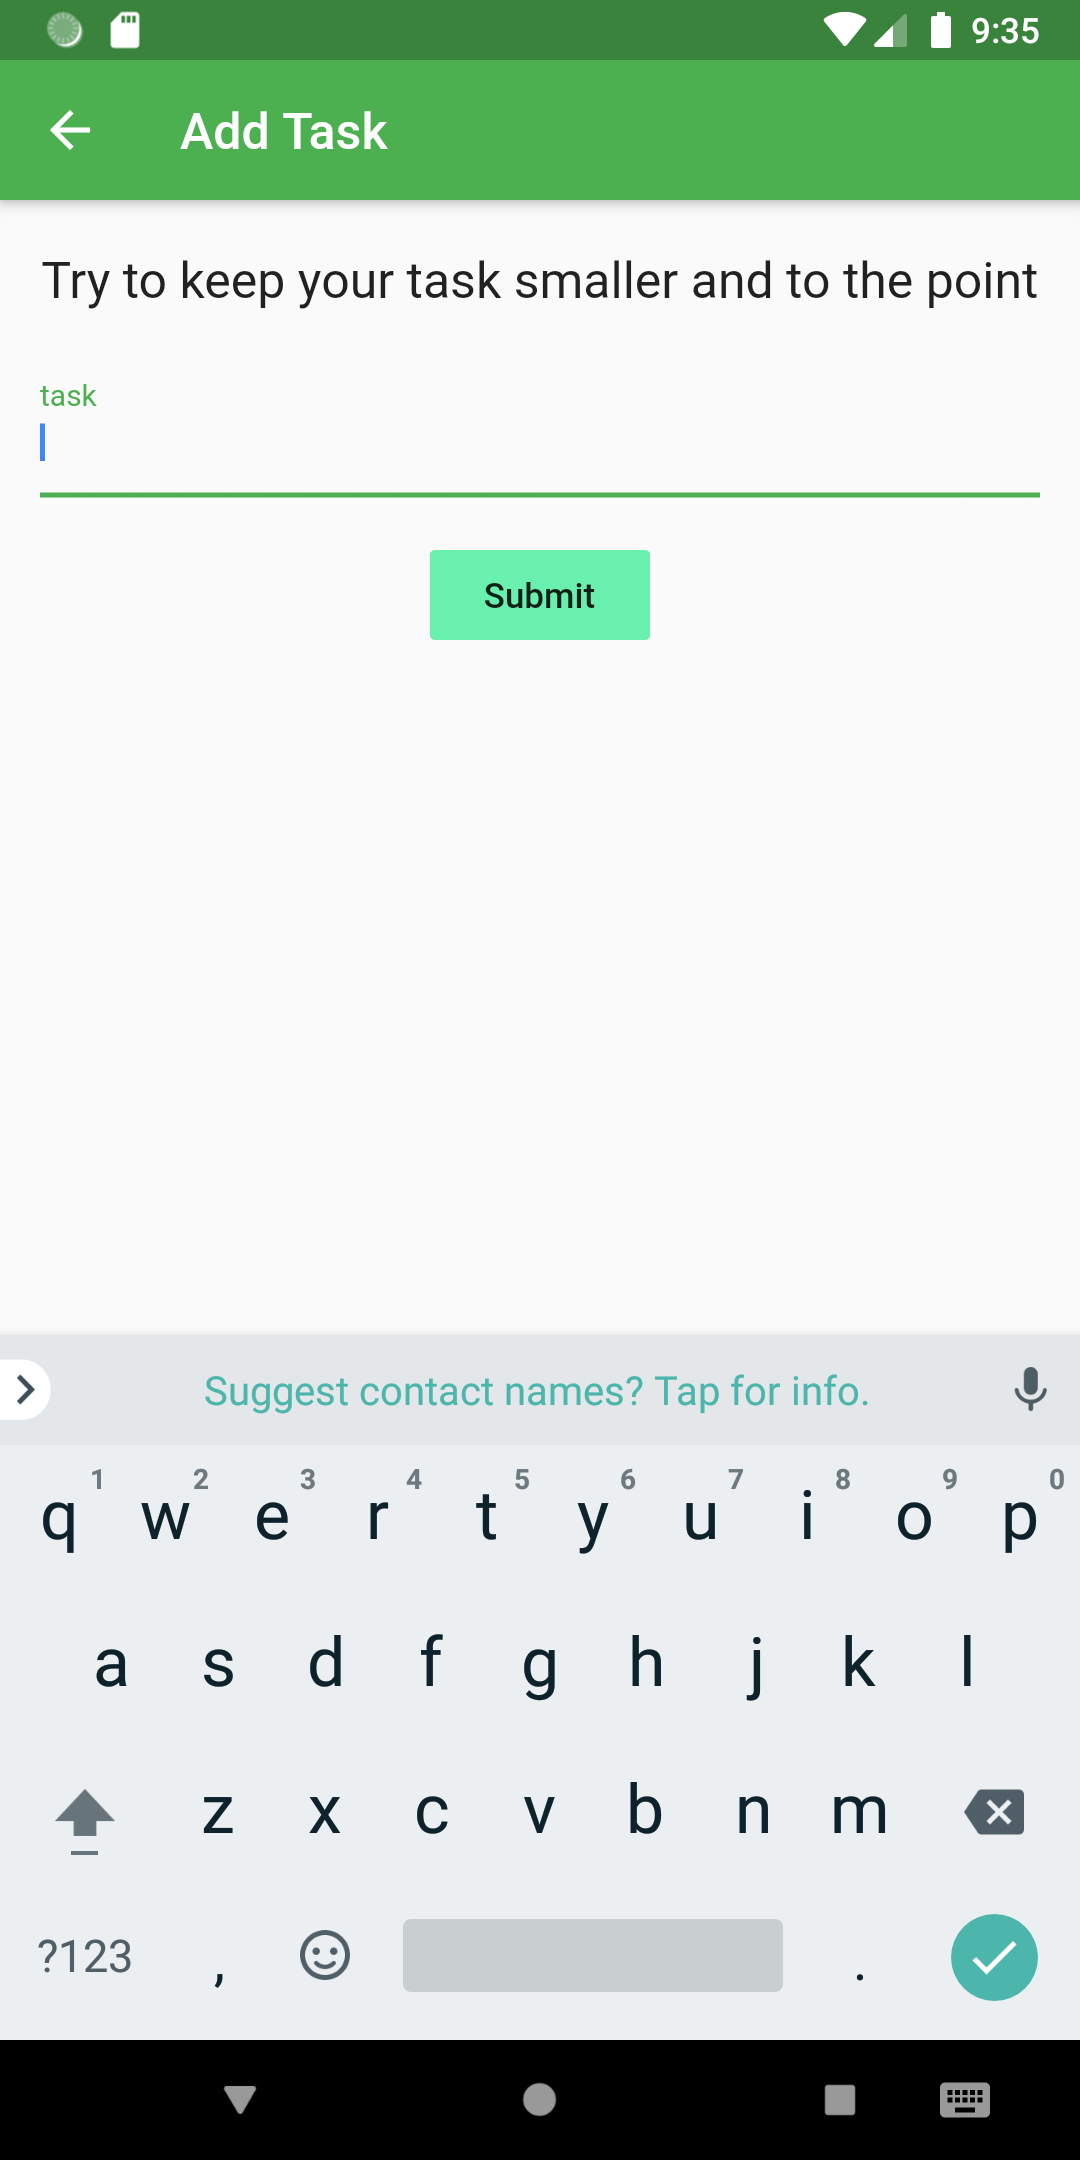 9:35
Add Task
Try to keep your task smaller and to the point
task
Submit
Suggest contact names? Tap for info.
1 2 3 4 5 6 7 8 9 0
q w e r t y u i o p
a s d f g h j k l
z x c v b n m
?123 , .